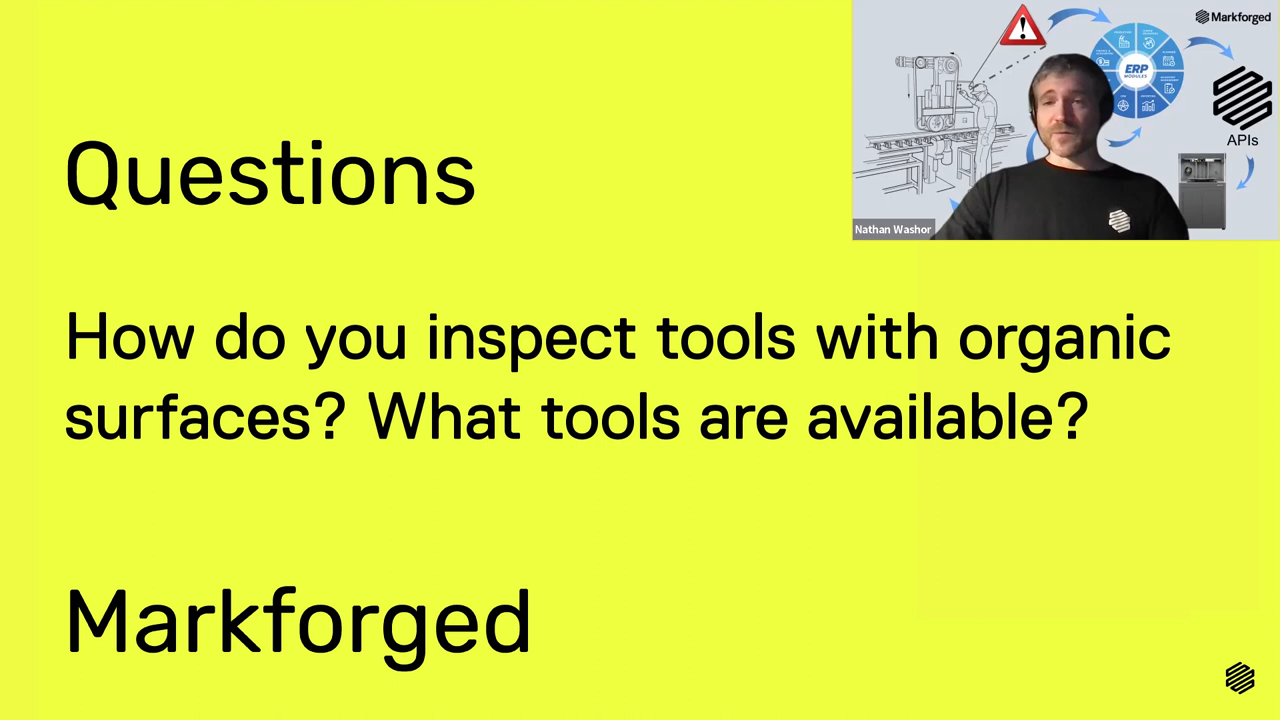 Questions
Markforged
ERP
MODULES
APIs
Nathan Washor
How do you inspect tools with organic
surfaces? What tools are available?
Markforged